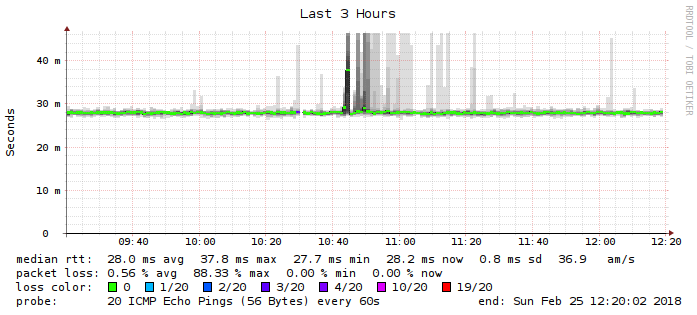 Last 3 Hours
RRDTOOL / TOBI OETIKER
Seconds
40 m
30 m
20 m
10 m
0
09:40 10:00 10:20 10:40 11:00 11:20 11:40 12:00 12:20
median rtt: 28.0 ms avg 37.8 ms max 27.7 ms min 28.2 ms now 0.8 ms sd 36.9 am/s
packet loss: 0.56 % avg 88.33 % max 0.00 % min 0.00 % now
loss color: 0 1/20 2/20 3/20 4/20 10/20 19/20
probe: 20 ICMP Echo Pings (56 Bytes) every 60s end: Sun Feb 25 12:20:02 2018